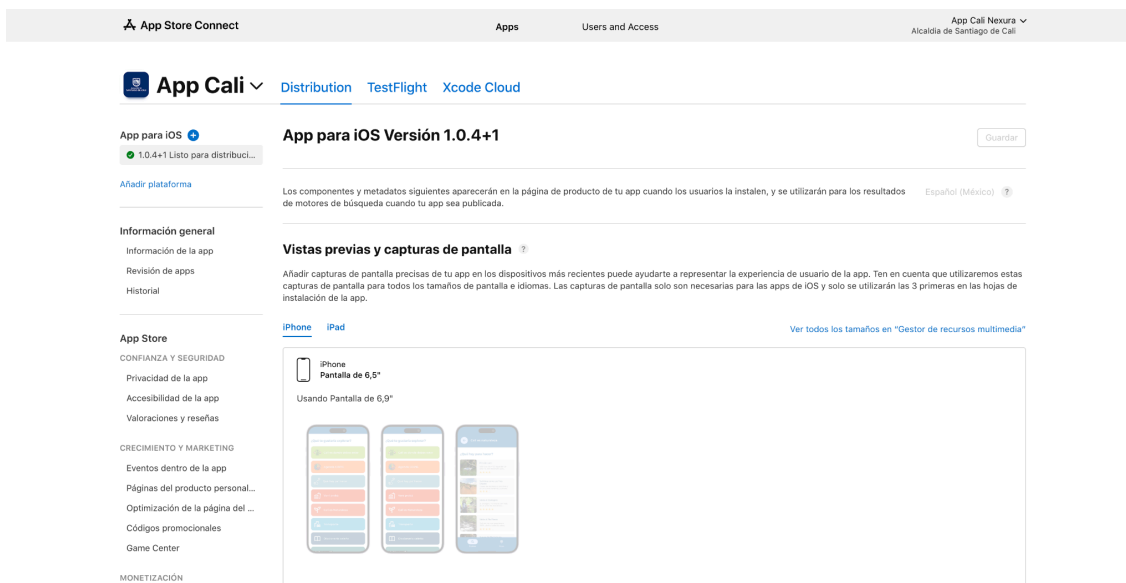 App Store Connect
Apps
Users and Access
App Cali Nexura
Alcaldia de Santiago de Cali
App Cali
Distribution
TestFlight
Xcode Cloud
App para iOS
1.0.4+1 Listo para distribuci...
Añadir plataforma
Información general
Información de la app
Revisión de apps
Historial
App Store
CONFIANZA Y SEGURIDAD
Privacidad de la app
Accesibilidad de la app
Valoraciones y reseñas
CRECIMIENTO Y MARKETING
Eventos dentro de la app
Páginas del producto personal...
Optimización de la página del ...
Códigos promocionales
Game Center
MONETIZACIÓN
App para iOS Versión 1.0.4+1
Guardar
Los componentes y metadatos siguientes aparecerán en la página de producto de tu app cuando los usuarios la instalen, y se utilizarán para los resultados
de motores de búsqueda cuando tu app sea publicada.
Español (México) ?
Vistas previas y capturas de pantalla ?
Añadir capturas de pantalla precisas de tu app en los dispositivos más recientes puede ayudarte a representar la experiencia de usuario de la app. Ten en cuenta que utilizaremos estas
capturas de pantalla para todos los tamaños de pantalla e idiomas. Las capturas de pantalla solo son necesarias para las apps de iOS y solo se utilizarán las 3 primeras en las hojas de
instalación de la app.
iPhone
iPad
Ver todos los tamaños en "Gestor de recursos multimedia"
iPhone
Pantalla de 6,5"
Usando Pantalla de 6,9"